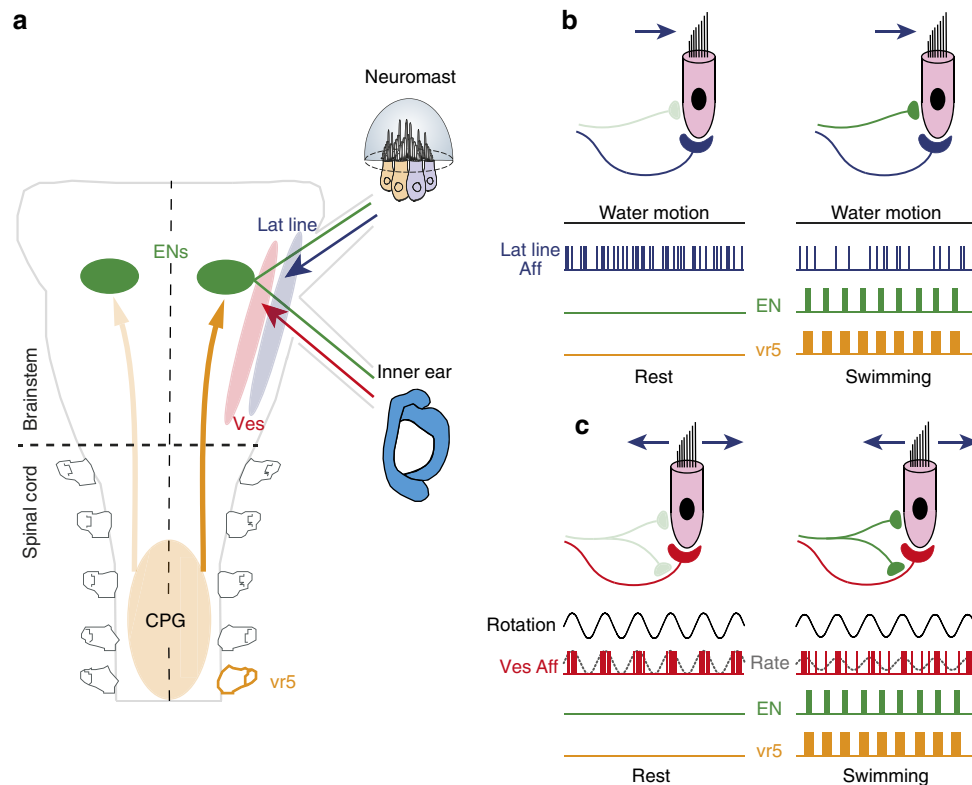 a
Neuromast
Lat line
ENs
Inner ear
Brainstem
Ves
Spinal cord
CPG
vr5
b
Water motion
Water motion
Lat line
Aff
EN
vr5
Rest
Swimming
c
Rotation
Ves Aff
Rate
EN
vr5
Rest
Swimming